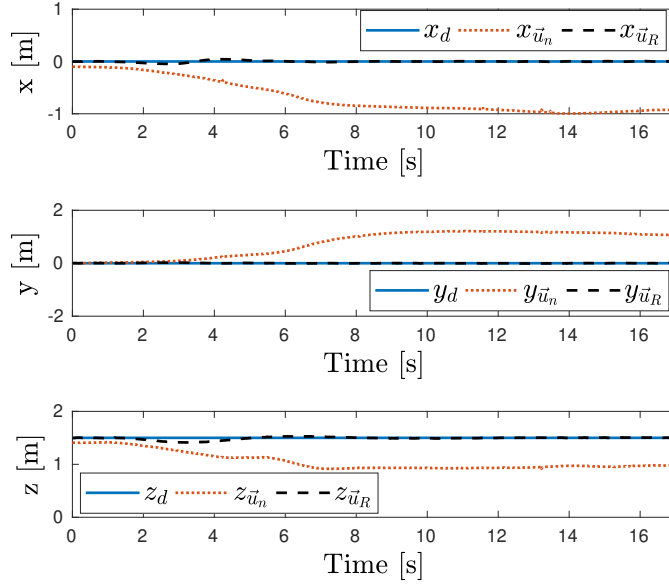 1
0
-1
x [m]
x_d x_{\vec{u}_n} x_{\vec{u}_R}
0 2 4 6 8 10 12 14 16
Time [s]
2
0
-2
y [m]
y_d y_{\vec{u}_n} y_{\vec{u}_R}
0 2 4 6 8 10 12 14 16
Time [s]
2
1
0
z [m]
z_d z_{\vec{u}_n} z_{\vec{u}_R}
0 2 4 6 8 10 12 14 16
Time [s]